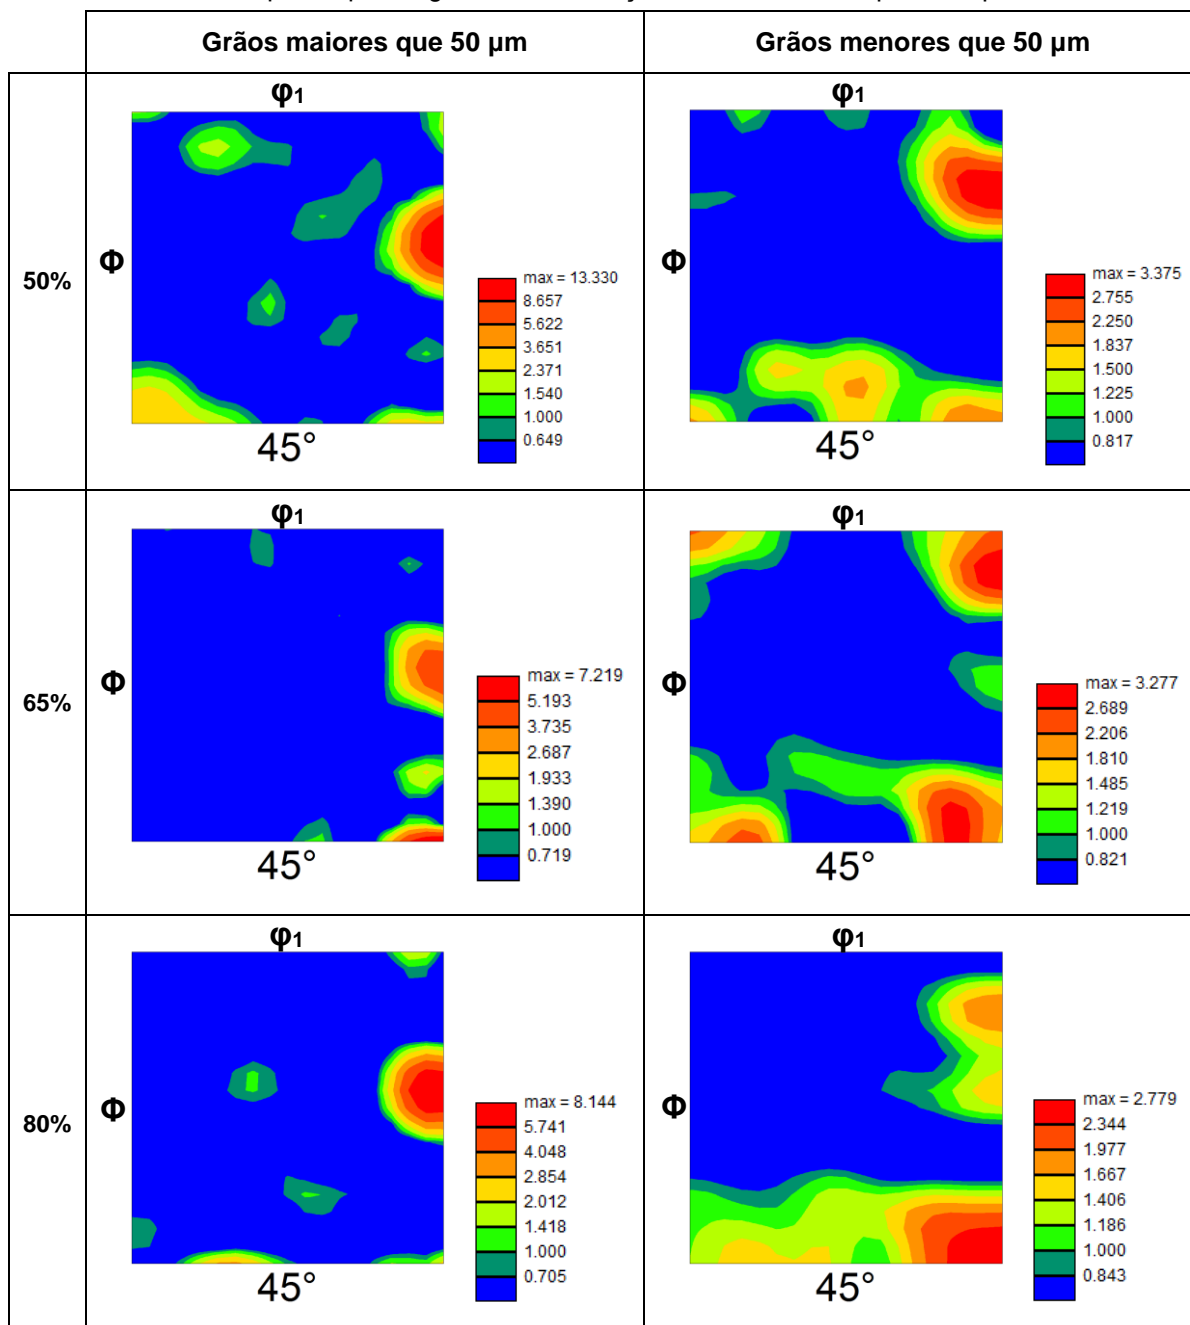 Grãos maiores que 50 µm
Grãos menores que 50 µm
50%
φ1
Φ
45°
max = 13.330
8.657
5.622
3.651
2.371
1.540
1.000
0.649
φ1
Φ
45°
max = 3.375
2.755
2.250
1.837
1.500
1.225
1.000
0.817
65%
φ1
Φ
45°
max = 7.219
5.193
3.735
2.687
1.933
1.390
1.000
0.719
φ1
Φ
45°
max = 3.277
2.689
2.206
1.810
1.485
1.219
1.000
0.821
80%
φ1
Φ
45°
max = 8.144
5.741
4.048
2.854
2.012
1.418
1.000
0.705
φ1
Φ
45°
max = 2.779
2.344
1.977
1.667
1.406
1.186
1.000
0.843